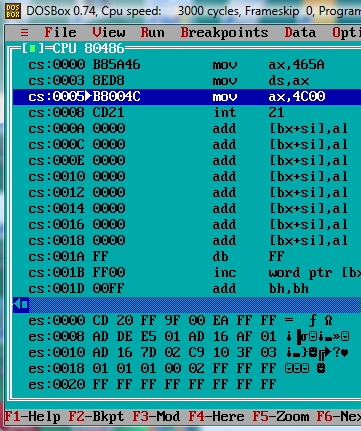 DOSBox 0.74, Cpu speed: 3000 cycles, Frameskip 0, Program
≡ File View Run Breakpoints Data
[■]=CPU 80486
cs:0000 B85A46 mov ax,465A
cs:0003 8ED8 mov ds,ax
cs:0005►B8004C mov ax,4C00
cs:0008 CD21 int 21
cs:000A 0000 add [bx+si],al
cs:000C 0000 add [bx+si],al
cs:000E 0000 add [bx+si],al
cs:0010 0000 add [bx+si],al
cs:0012 0000 add [bx+si],al
cs:0014 0000 add [bx+si],al
cs:0016 0000 add [bx+si],al
cs:0018 0000 add [bx+si],al
cs:001A FF db FF
cs:001B FF00 inc word ptr [bx
cs:001D 00FF add bh,bh
es:0000 CD 20 FF 9F 00 EA FF FF = ƒ Ω
es:0008 AD DE E5 01 AD 16 AF 01
es:0010 AD 16 7D 02 C9 10 3F 03
es:0018 01 01 01 00 02 FF FF FF
es:0020 FF FF FF FF FF FF FF FF
F1-Help F2-Bkpt F3-Mod F4-Here F5-Zoom F6-Ne